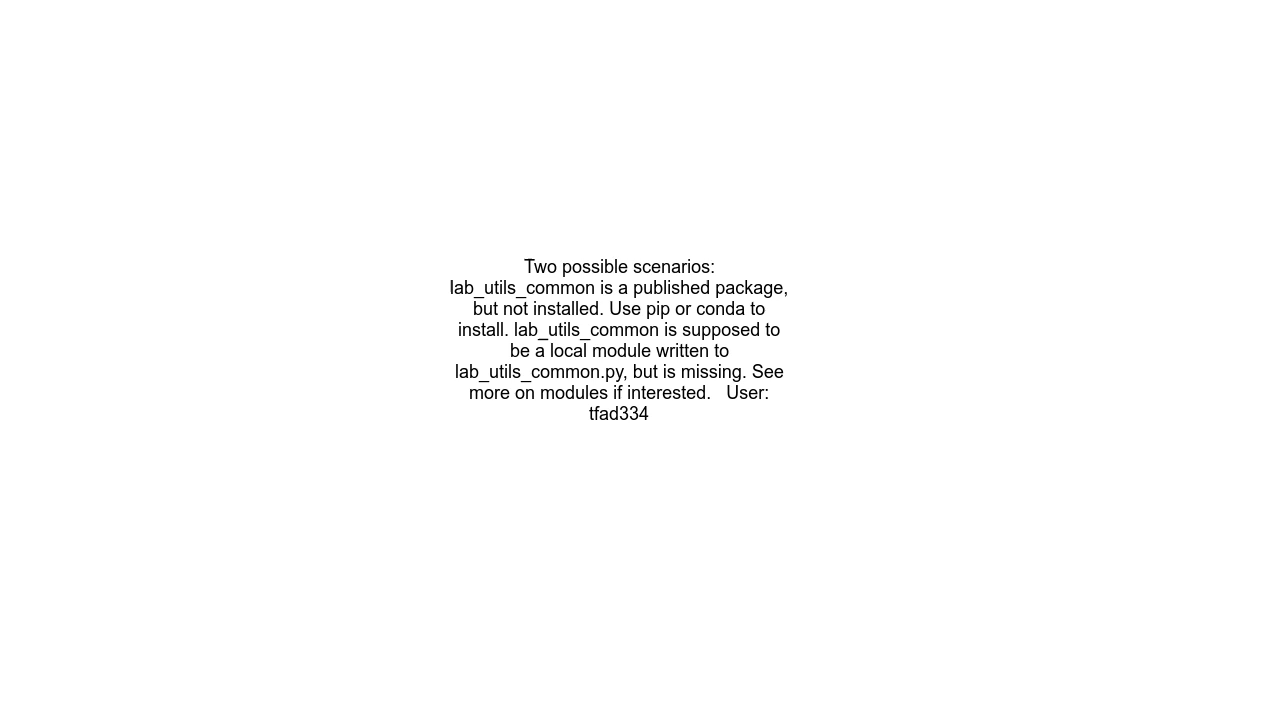 Two possible scenarios:
lab_utils_common is a published package,
but not installed. Use pip or conda to
install. lab_utils_common is supposed to
be a local module written to
lab_utils_common.py, but is missing. See
more on modules if interested.   User:
tfad334